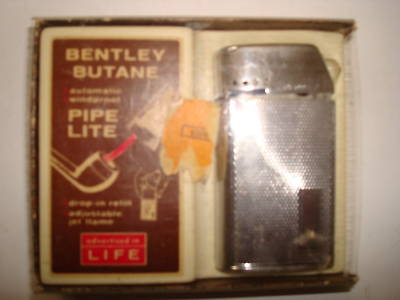 BENTLEY
BUTANE
automatic
windproof
PIPE
LITE
drop-in refill
adjustable
jet flame
advertised in
LIFE